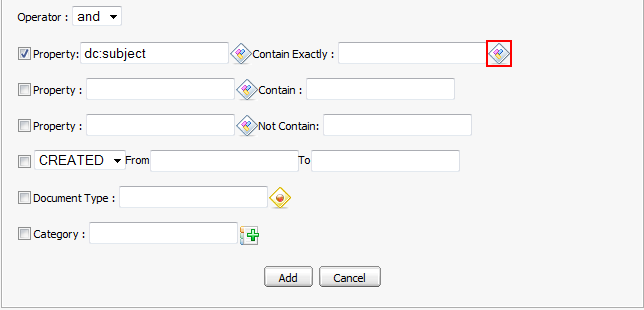 Operator : and
Property: dc:subject Contain Exactly :
Property : Contain :
Property : Not Contain:
CREATED From To
Document Type :
Category :
Add Cancel